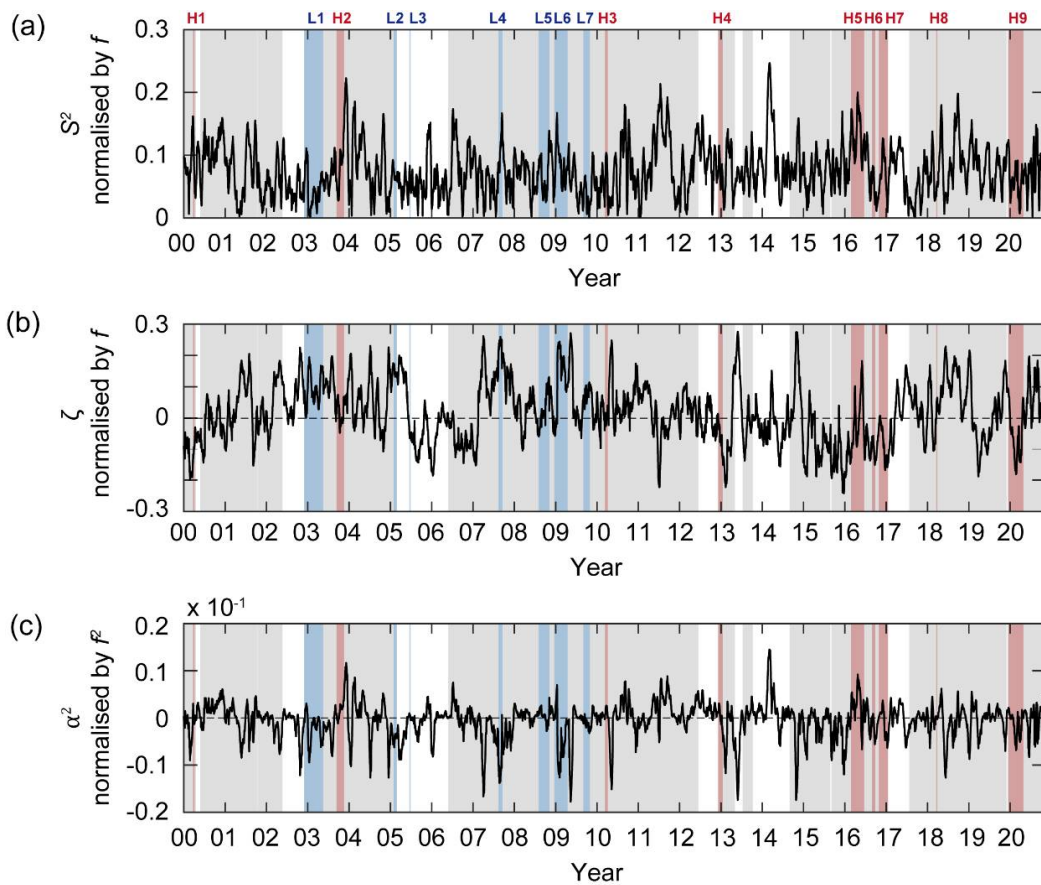 H1 L1 H2 L2 L3 L4 L5 L6 L7 H3 H4 H5 H6 H7 H8 H9
(a)
0.3
0.2
0.1
0
S²
normalised by f
00 01 02 03 04 05 06 07 08 09 10 11 12 13 14 15 16 17 18 19 20
Year
(b)
0.3
0
-0.3
ζ
normalised by f
00 01 02 03 04 05 06 07 08 09 10 11 12 13 14 15 16 17 18 19 20
Year
(c)
x 10⁻¹
0.2
0.1
0
-0.1
-0.2
α²
normalised by f²
00 01 02 03 04 05 06 07 08 09 10 11 12 13 14 15 16 17 18 19 20
Year